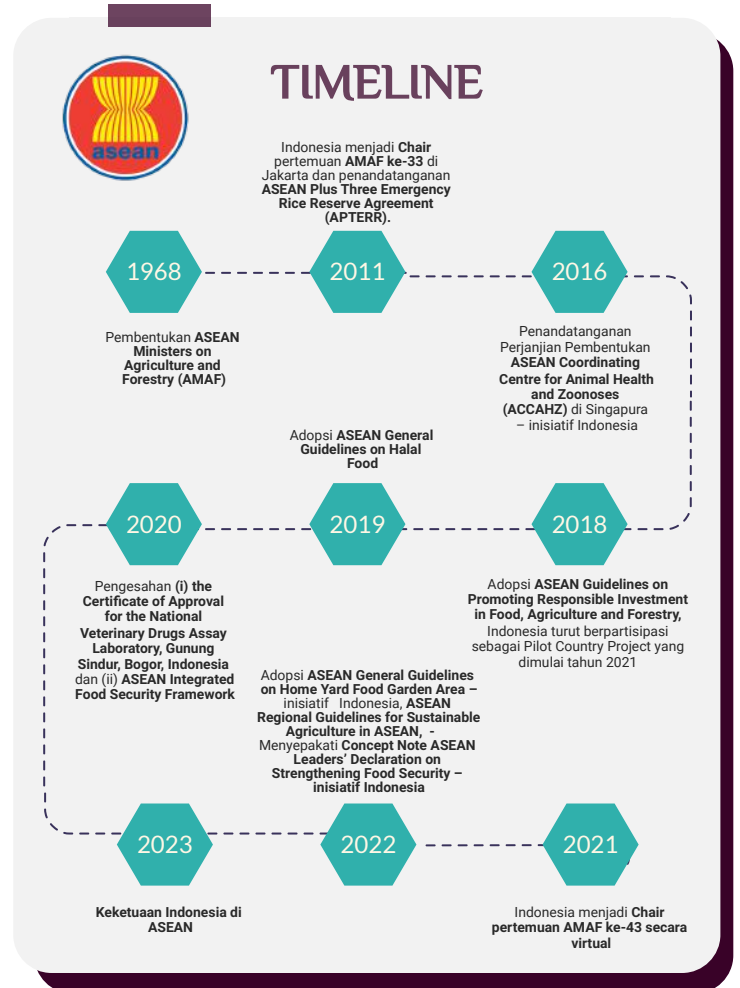 asean
TIMELINE
Indonesia menjadi Chair
pertemuan AMAF ke-33 di
Jakarta dan penandatanganan
ASEAN Plus Three Emergency
Rice Reserve Agreement
(APTERR).
1968
2011
2016
Pembentukan ASEAN
Ministers on
Agriculture and
Forestry (AMAF)
Penandatanganan
Perjanjian Pembentukan
ASEAN Coordinating
Centre for Animal Health
and Zoonoses
(ACCAHZ) di Singapura
– inisiatif Indonesia
Adopsi ASEAN General
Guidelines on Halal
Food
2020
2019
2018
Pengesahan (i) the
Certificate of Approval
for the National
Veterinary Drugs Assay
Laboratory, Gunung
Sindur, Bogor, Indonesia
dan (ii) ASEAN Integrated
Food Security Framework
Adopsi ASEAN Guidelines on
Promoting Responsible Investment
in Food, Agriculture and Forestry,
Indonesia turut berpartisipasi
sebagai Pilot Country Project yang
dimulai tahun 2021
Adopsi ASEAN General Guidelines
on Home Yard Food Garden Area –
inisiatif Indonesia, ASEAN
Regional Guidelines for Sustainable
Agriculture in ASEAN, -
Menyepakati Concept Note ASEAN
Leaders’ Declaration on
Strengthening Food Security –
inisiatif Indonesia
2023
2022
2021
Keketuaan Indonesia di
ASEAN
Indonesia menjadi Chair
pertemuan AMAF ke-43 secara
virtual